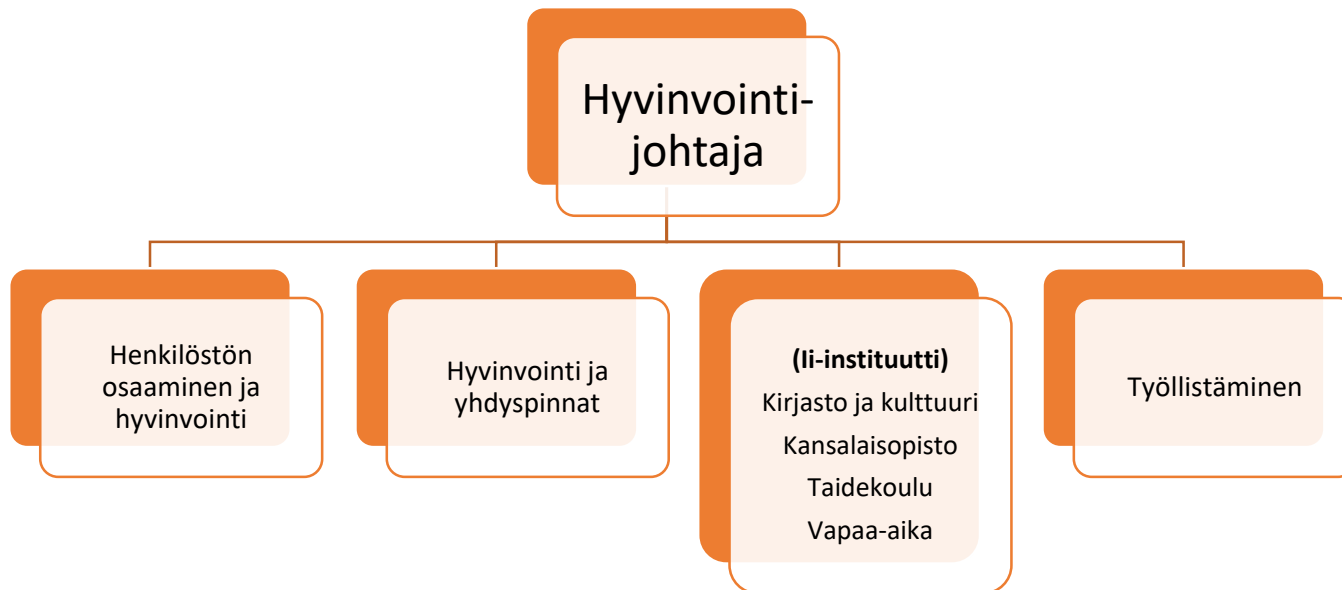 Hyvinvointi-
johtaja
Henkilöstön
osaaminen ja
hyvinvointi
Hyvinvointi ja
yhdyspinnat
(Ii-instituutti)
Kirjasto ja kulttuuri
Kansalaisopisto
Taidekoulu
Vapaa-aika
Työllistäminen